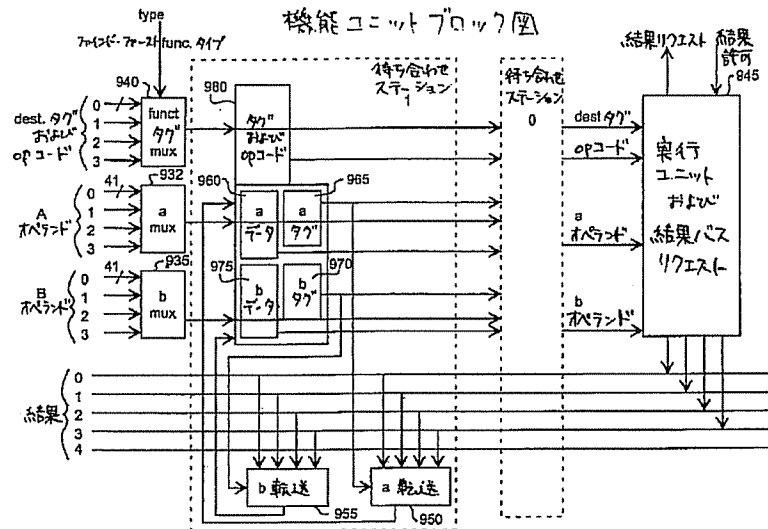 機能ユニットブロック図
type
ファインド・ファースト func. タイプ
940
dest. タグ
および
opコード
0
1
2
3
funct
タグ
mux
980
タグ
および
opコード
待ち合わせ
ステーション
1
待ち合わせ
ステーション
0
結果リクエスト
結果
許可
945
dest タグ
opコード
a
オペランド
b
オペランド
実行
ユニット
および
結果バス
リクエスト
41
932
A
オペランド
0
1
2
3
a
mux
960
a
データ
965
a
タグ
41
935
B
オペランド
0
1
2
3
b
mux
975
b
データ
970
b
タグ
結果
0
1
2
3
4
b 転送
955
a 転送
950